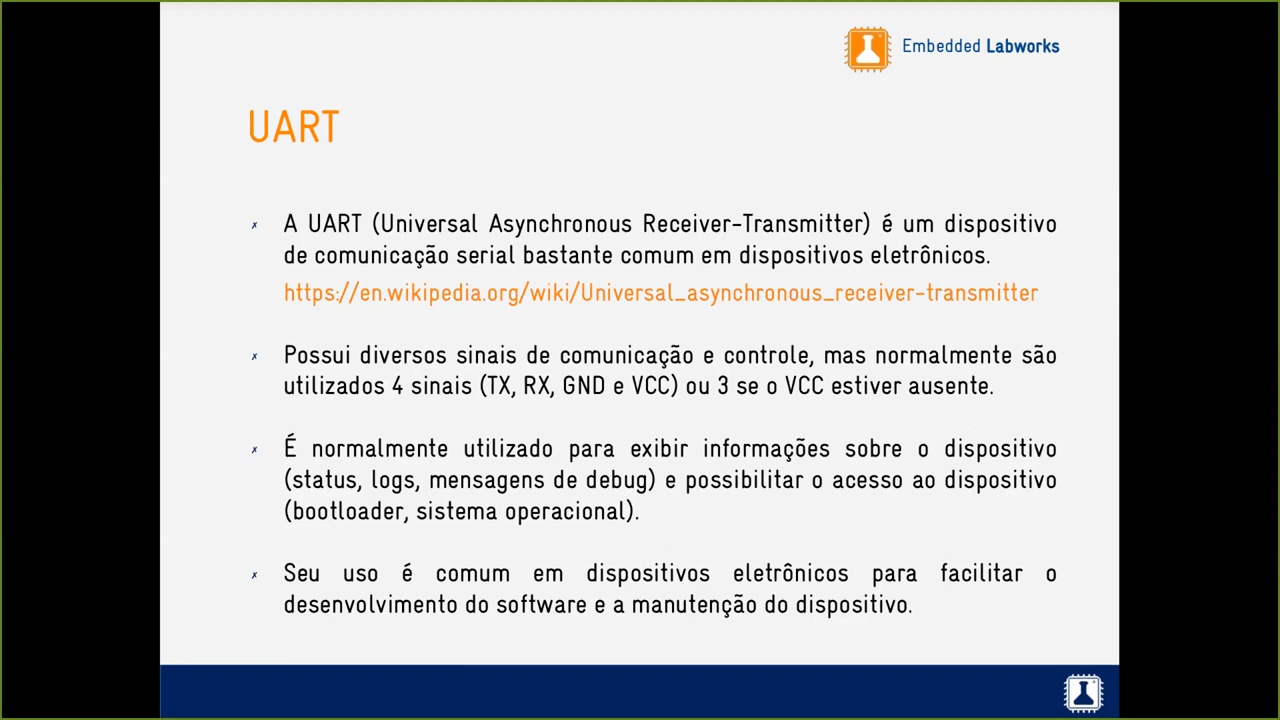 Embedded Labworks
UART
✗ A UART (Universal Asynchronous Receiver-Transmitter) é um dispositivo
de comunicação serial bastante comum em dispositivos eletrônicos.
https://en.wikipedia.org/wiki/Universal_asynchronous_receiver-transmitter
✗ Possui diversos sinais de comunicação e controle, mas normalmente são
utilizados 4 sinais (TX, RX, GND e VCC) ou 3 se o VCC estiver ausente.
✗ É normalmente utilizado para exibir informações sobre o dispositivo
(status, logs, mensagens de debug) e possibilitar o acesso ao dispositivo
(bootloader, sistema operacional).
✗ Seu uso é comum em dispositivos eletrônicos para facilitar o
desenvolvimento do software e a manutenção do dispositivo.